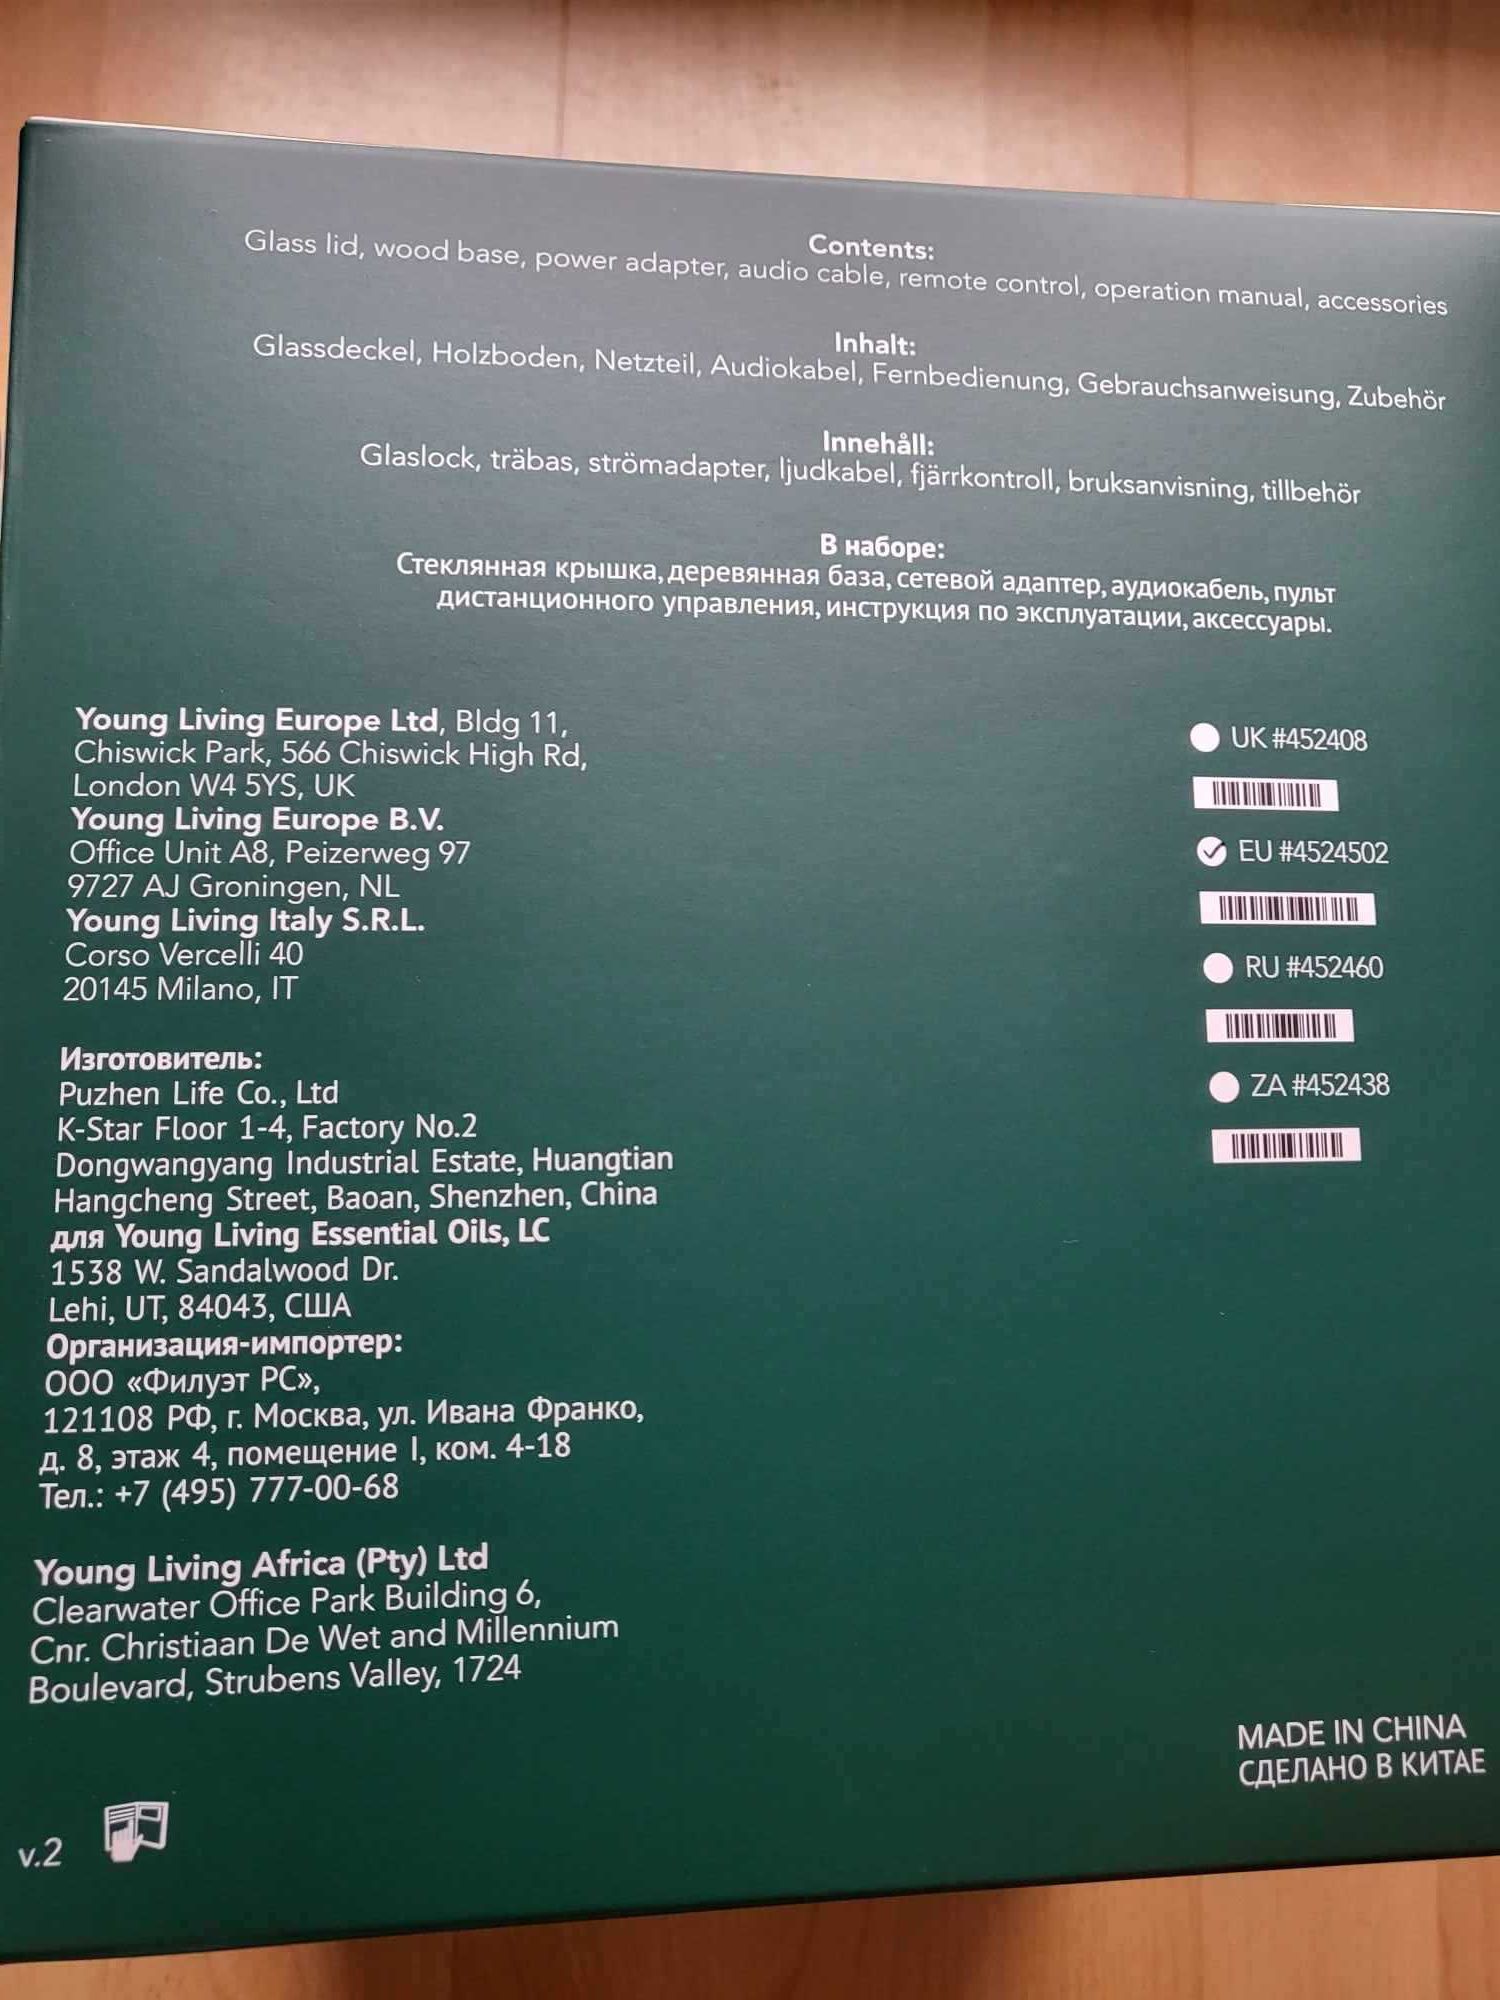 Contents:
Glass lid, wood base, power adapter, audio cable, remote control, operation manual, accessories
Inhalt:
Glassdeckel, Holzboden, Netzteil, Audiokabel, Fernbedienung, Gebrauchsanweisung, Zubehör
Innehåll:
Glaslock, träbas, strömadapter, ljudkabel, fjärrkontroll, bruksanvisning, tillbehör
В наборе:
Стеклянная крышка, деревянная база, сетевой адаптер, аудиокабель, пульт
дистанционного управления, инструкция по эксплуатации, аксессуары.
Young Living Europe Ltd, Bldg 11,
Chiswick Park, 566 Chiswick High Rd,
London W4 5YS, UK
Young Living Europe B.V.
Office Unit A8, Peizerweg 97
9727 AJ Groningen, NL
Young Living Italy S.R.L.
Corso Vercelli 40
20145 Milano, IT
Изготовитель:
Puzhen Life Co., Ltd
K-Star Floor 1-4, Factory No.2
Dongwangyang Industrial Estate, Huangtian
Hangcheng Street, Baoan, Shenzhen, China
для Young Living Essential Oils, LC
1538 W. Sandalwood Dr.
Lehi, UT, 84043, США
Организация-импортер:
ООО «Филуэт РС»,
121108 РФ, г. Москва, ул. Ивана Франко,
д. 8, этаж 4, помещение I, ком. 4-18
Тел.: +7 (495) 777-00-68
Young Living Africa (Pty) Ltd
Clearwater Office Park Building 6,
Cnr. Christiaan De Wet and Millennium
Boulevard, Strubens Valley, 1724
UK #452408
EU #4524502
RU #452460
ZA #452438
MADE IN CHINA
СДЕЛАНО В КИТАЕ
v.2